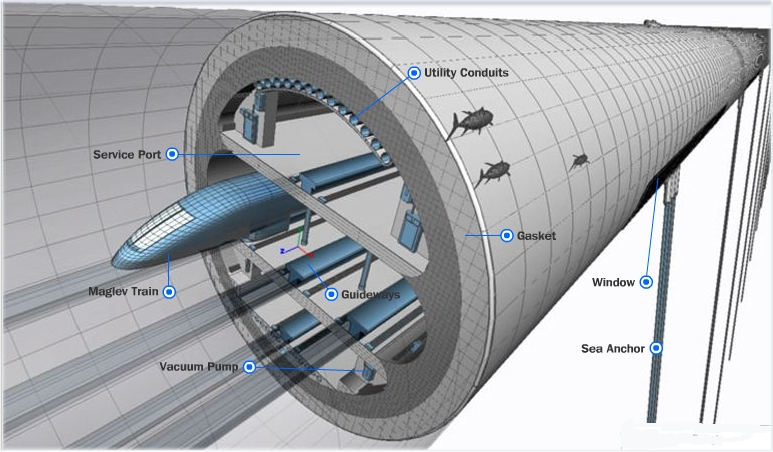 Utility Conduits
Service Port
Gasket
Maglev Train
Guideways
Window
Sea Anchor
Vacuum Pump
z